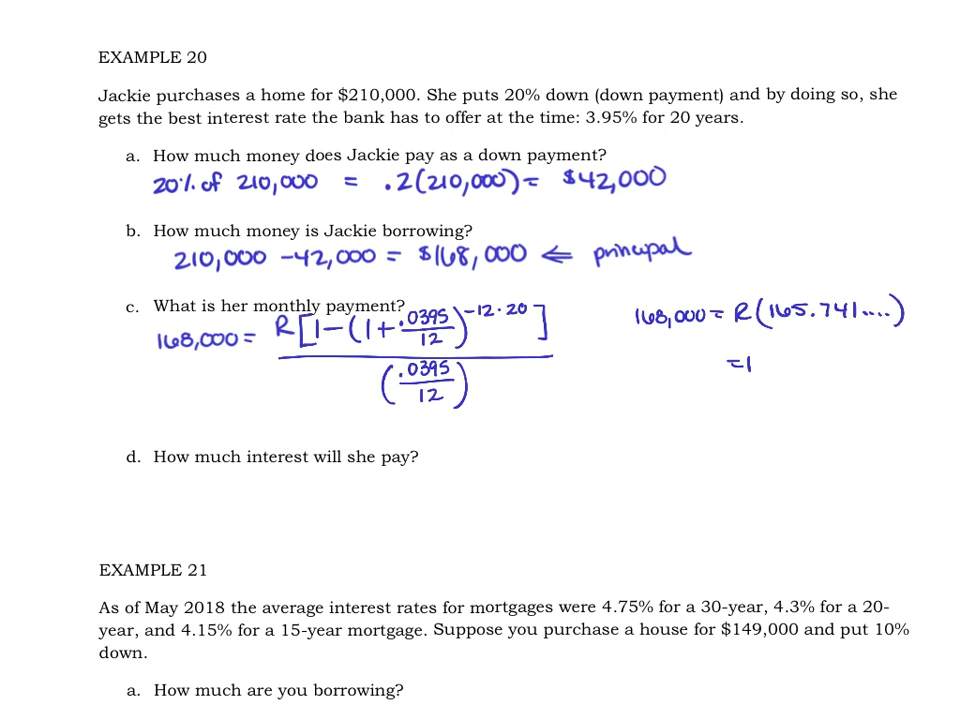 EXAMPLE 20
Jackie purchases a home for $210,000. She puts 20% down (down payment) and by doing so, she
gets the best interest rate the bank has to offer at the time: 3.95% for 20 years.
a. How much money does Jackie pay as a down payment?
20% of 210,000 = .2(210,000) = $42,000
b. How much money is Jackie borrowing?
210,000 - 42,000 = $168,000 ⇐ principal
c. What is her monthly payment?
168,000 = R[1-(1+.0395/12)^-12·20] / (.0395/12)
168,000 = R(165.741....)
=1
d. How much interest will she pay?
EXAMPLE 21
As of May 2018 the average interest rates for mortgages were 4.75% for a 30-year, 4.3% for a 20-
year, and 4.15% for a 15-year mortgage. Suppose you purchase a house for $149,000 and put 10%
down.
a. How much are you borrowing?